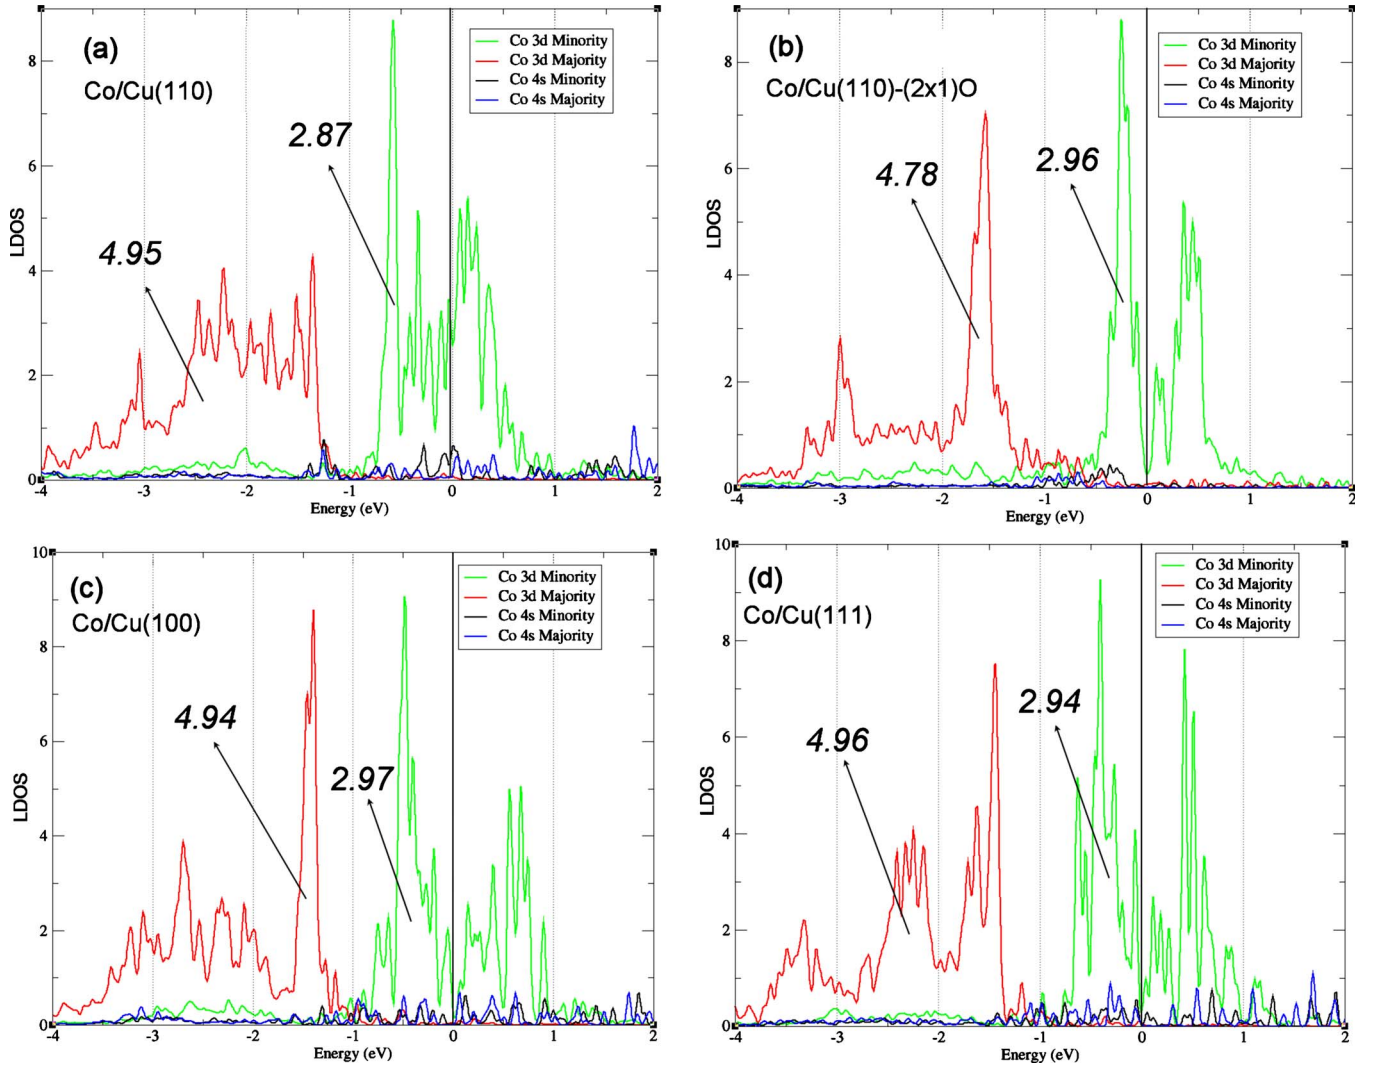 (a)
Co/Cu(110)
Co 3d Minority
Co 3d Majority
Co 4s Minority
Co 4s Majority
2.87
4.95
LDOS
8
6
4
2
0
-4 -3 -2 -1 0 1 2
Energy (eV)
(b)
Co/Cu(110)-(2x1)O
Co 3d Minority
Co 3d Majority
Co 4s Minority
Co 4s Majority
4.78
2.96
LDOS
8
6
4
2
0
-4 -3 -2 -1 0 1 2
Energy (eV)
(c)
Co/Cu(100)
Co 3d Minority
Co 3d Majority
Co 4s Minority
Co 4s Majority
4.94
2.97
LDOS
10
8
6
4
2
0
-4 -3 -2 -1 0 1 2
Energy (eV)
(d)
Co/Cu(111)
Co 3d Minority
Co 3d Majority
Co 4s Minority
Co 4s Majority
2.94
4.96
LDOS
10
8
6
4
2
0
-4 -3 -2 -1 0 1 2
Energy (eV)